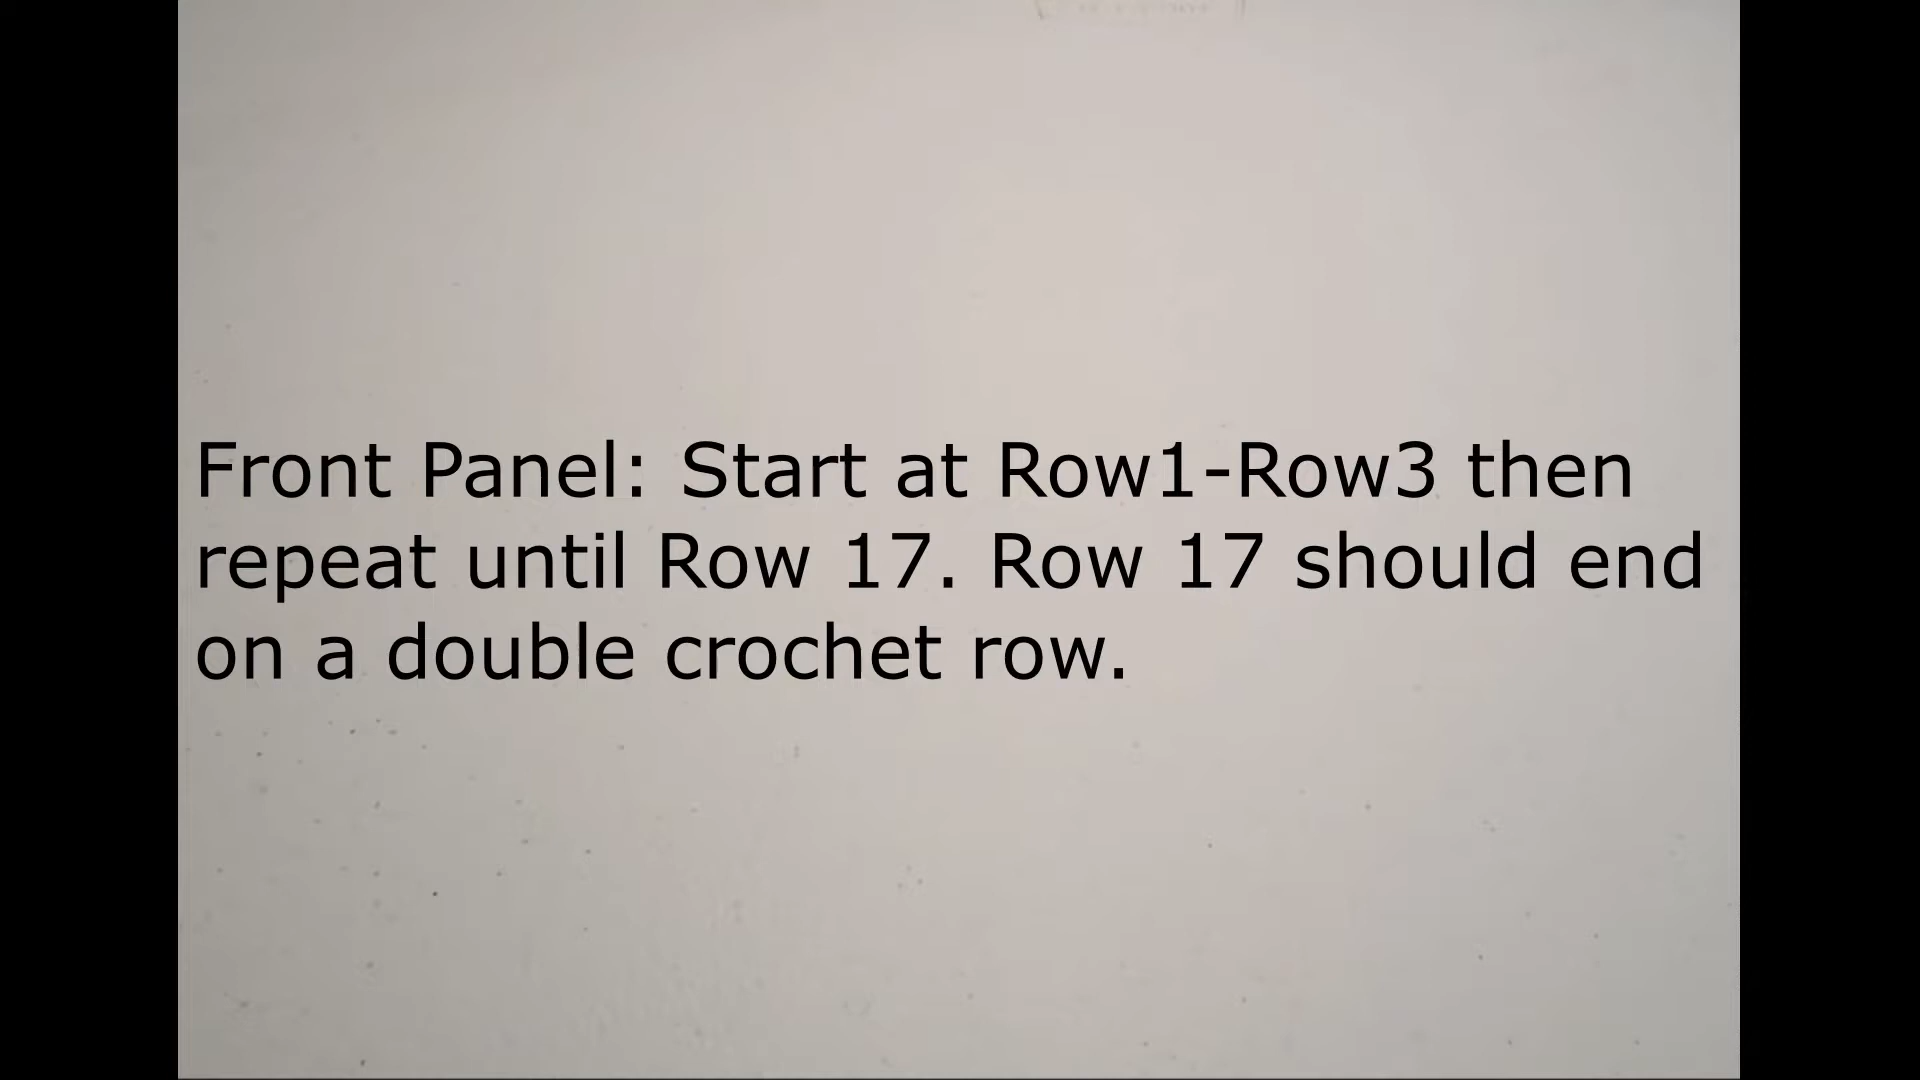 Front Panel: Start at Row1-Row3 then
repeat until Row 17. Row 17 should end
on a double crochet row.